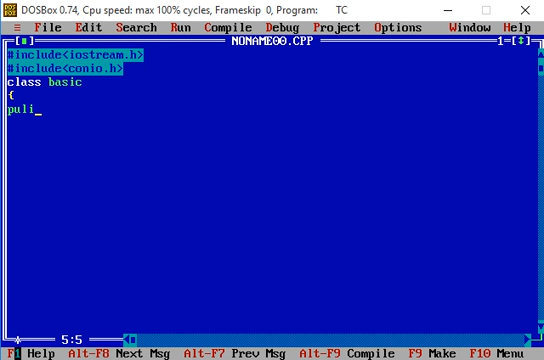 DOSBox 0.74, Cpu speed: max 100% cycles, Frameskip 0, Program: TC
≡ File Edit Search Run Compile Debug Project Options Window Help
[■] NONAME00.CPP 1=[↕]
#include<iostream.h>
#include<conio.h>
class basic
{
puli_
* 5:5
F1 Help Alt-F8 Next Msg Alt-F7 Prev Msg Alt-F9 Compile F9 Make F10 Menu